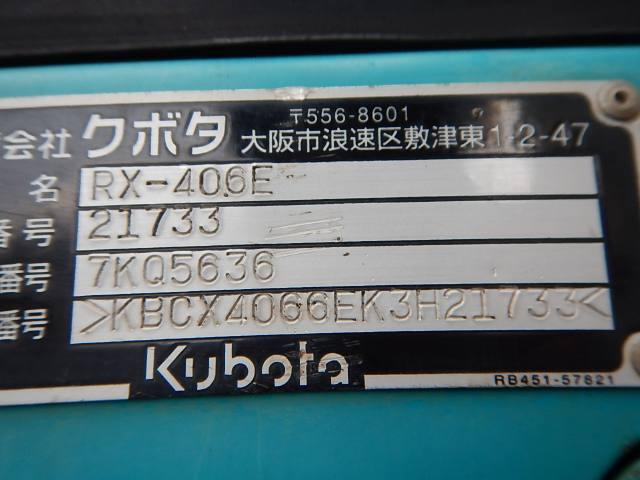 会社 クボタ
〒556-8601
大阪市浪速区敷津東1-2-47
名 RX-406E
番号 21733
番号 7KQ5636
番号 >KBCX4066EK3H21733<
Kubota
RB451-57821